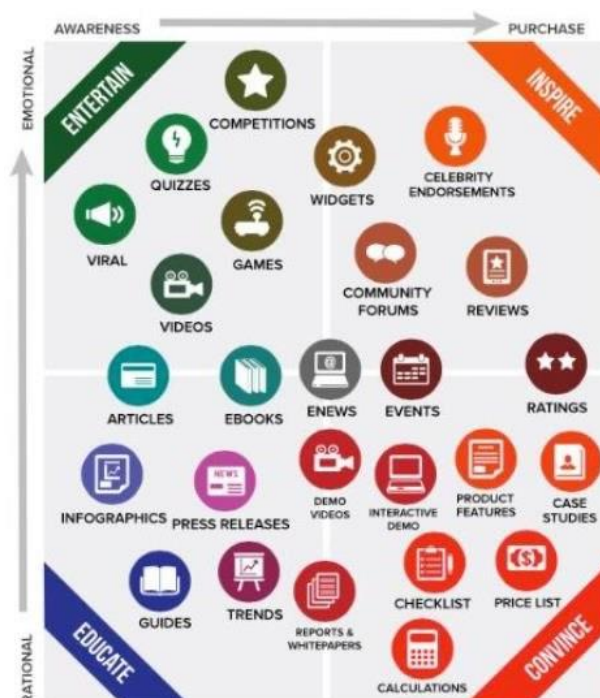 AWARENESS
PURCHASE
EMOTIONAL
ENTERTAIN
INSPIRE
COMPETITIONS
QUIZZES
WIDGETS
CELEBRITY
ENDORSEMENTS
VIRAL
GAMES
COMMUNITY
FORUMS
REVIEWS
VIDEOS
@
ARTICLES
EBOOKS
ENEWS
EVENTS
RATINGS
NEWS
INFOGRAPHICS
PRESS RELEASES
DEMO
VIDEOS
INTERACTIVE
DEMO
PRODUCT
FEATURES
CASE
STUDIES
($)
GUIDES
TRENDS
REPORTS &
WHITEPAPERS
CHECKLIST
PRICE LIST
CALCULATIONS
RATIONAL
EDUCATE
CONVINCE